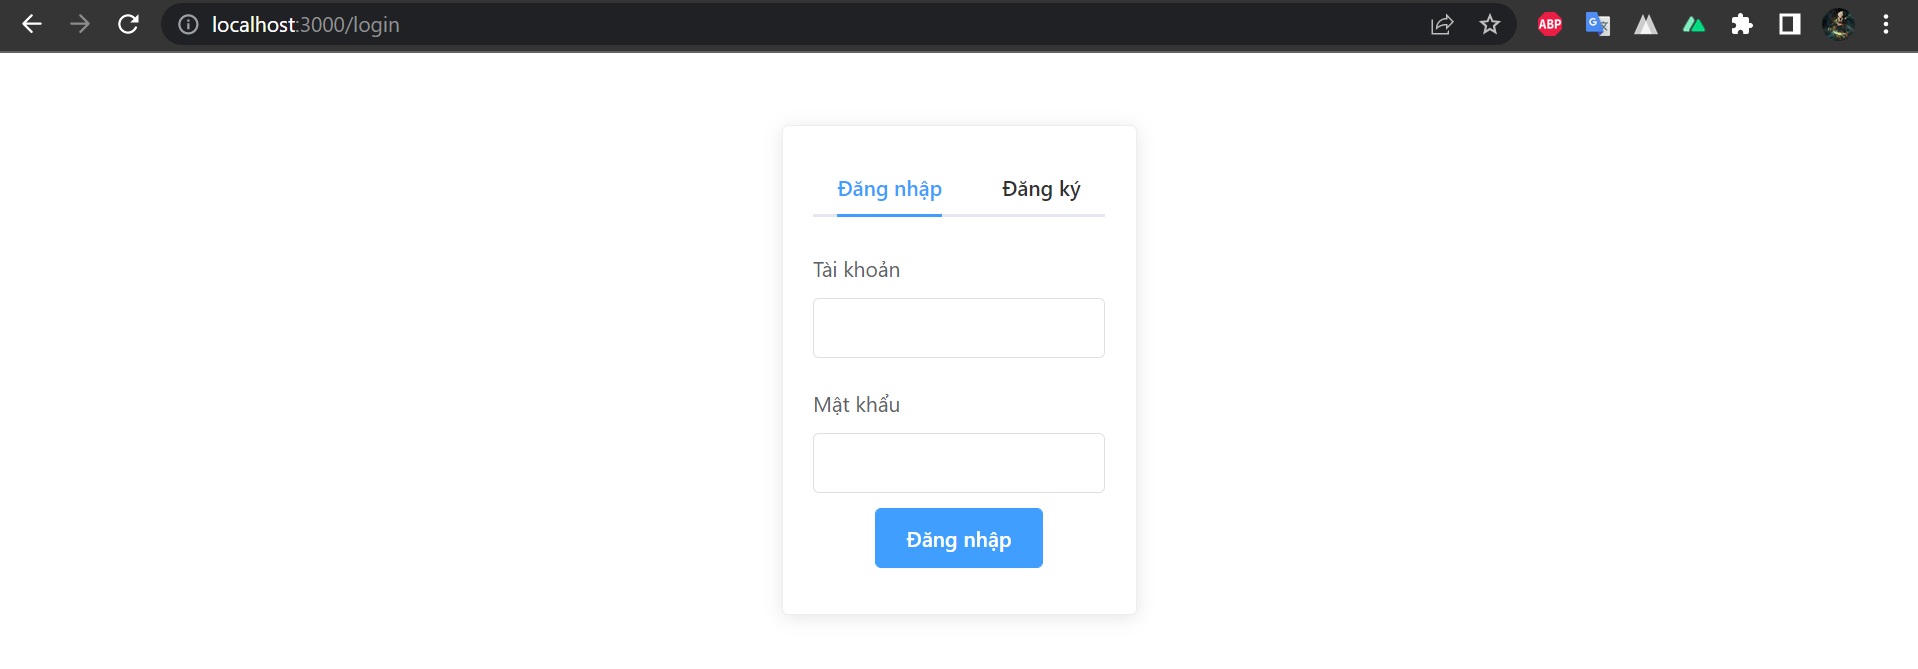 localhost:3000/login
ABP
G
Đăng nhập Đăng ký
Tài khoản
Mật khẩu
Đăng nhập